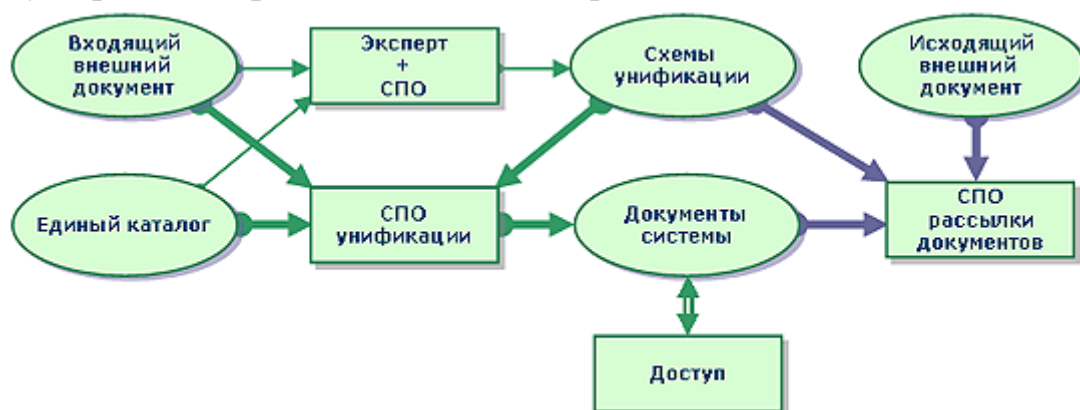 Входящий
внешний
документ
Эксперт
+
СПО
Схемы
унификации
Исходящий
внешний
документ
Единый каталог
СПО
унификации
Документы
системы
СПО
рассылки
документов
Доступ